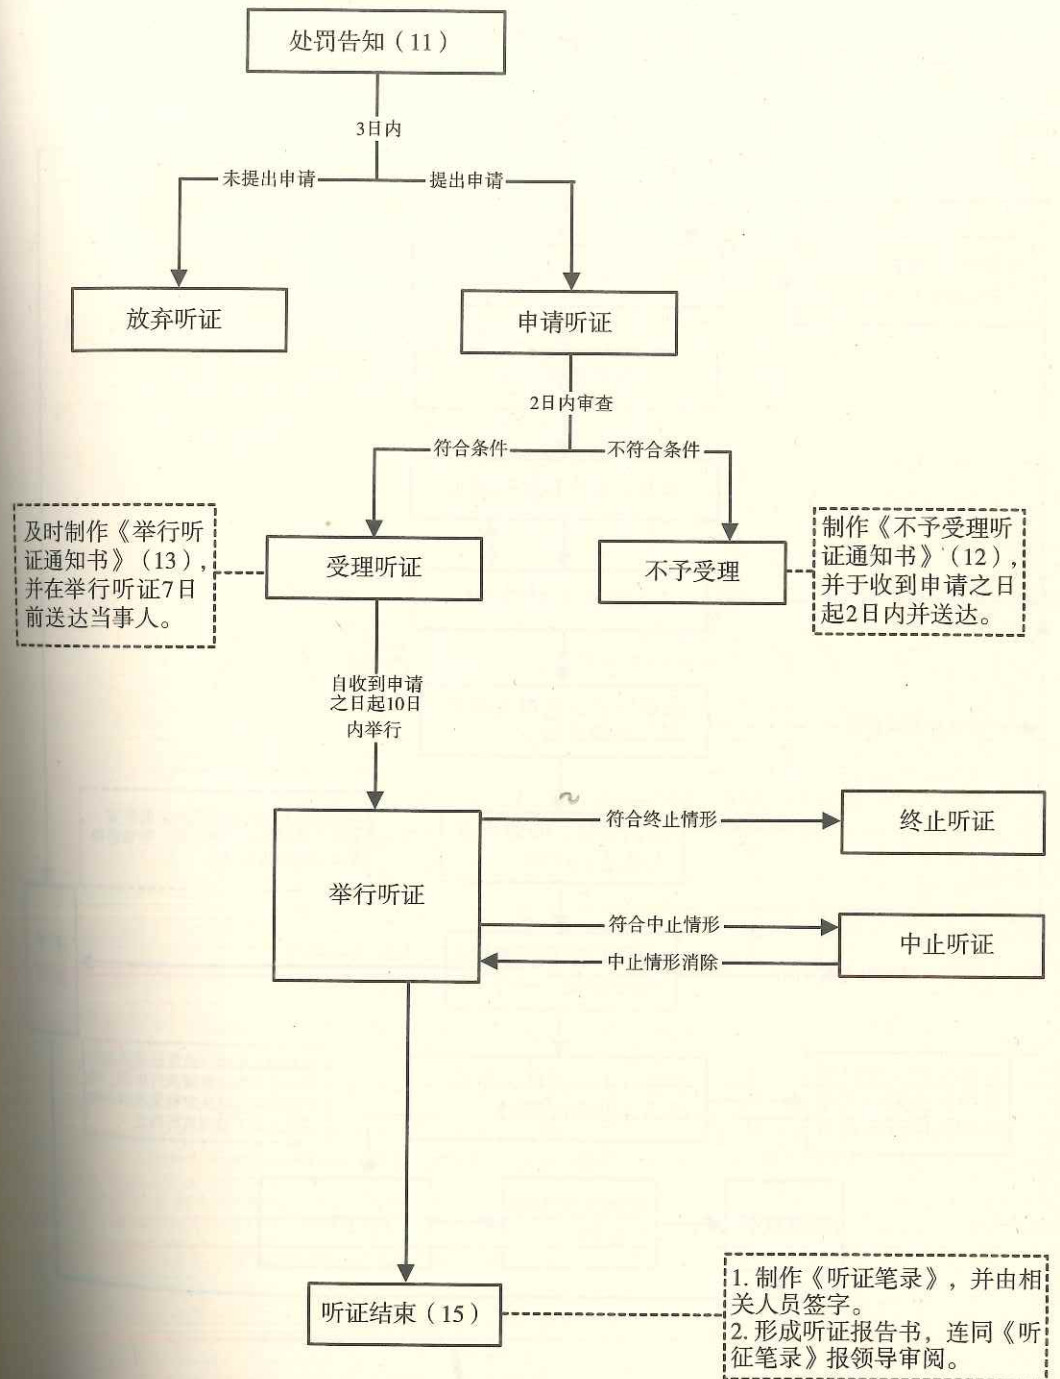 处罚告知（11）
3日内
未提出申请
提出申请
放弃听证
申请听证
2日内审查
符合条件
不符合条件
及时制作《举行听
证通知书》（13），
并在举行听证7日
前送达当事人。
受理听证
不予受理
制作《不予受理听
证通知书》（12），
并于收到申请之日
起2日内并送达。
自收到申请
之日起10日
内举行
举行听证
符合终止情形
终止听证
符合中止情形
中止情形消除
中止听证
听证结束（15）
1. 制作《听证笔录》，并由相
关人员签字。
2. 形成听证报告书，连同《听
征笔录》报领导审阅。